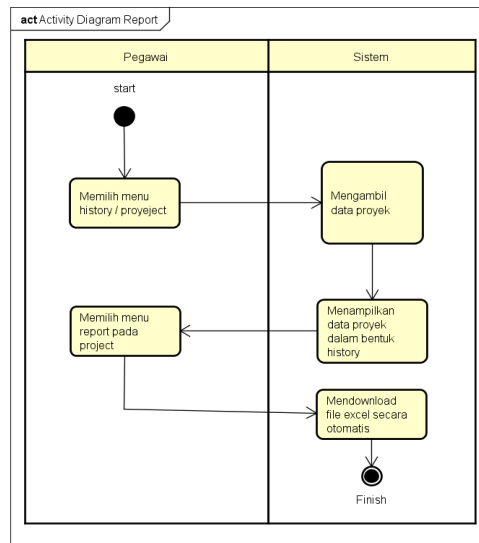 act Activity Diagram Report
Pegawai
Sistem
start
Memilih menu
history / proyeject
Mengambil
data proyek
Memilih menu
report pada
project
Menampilkan
data proyek
dalam bentuk
history
Mendownload
file excel secara
otomatis
Finish